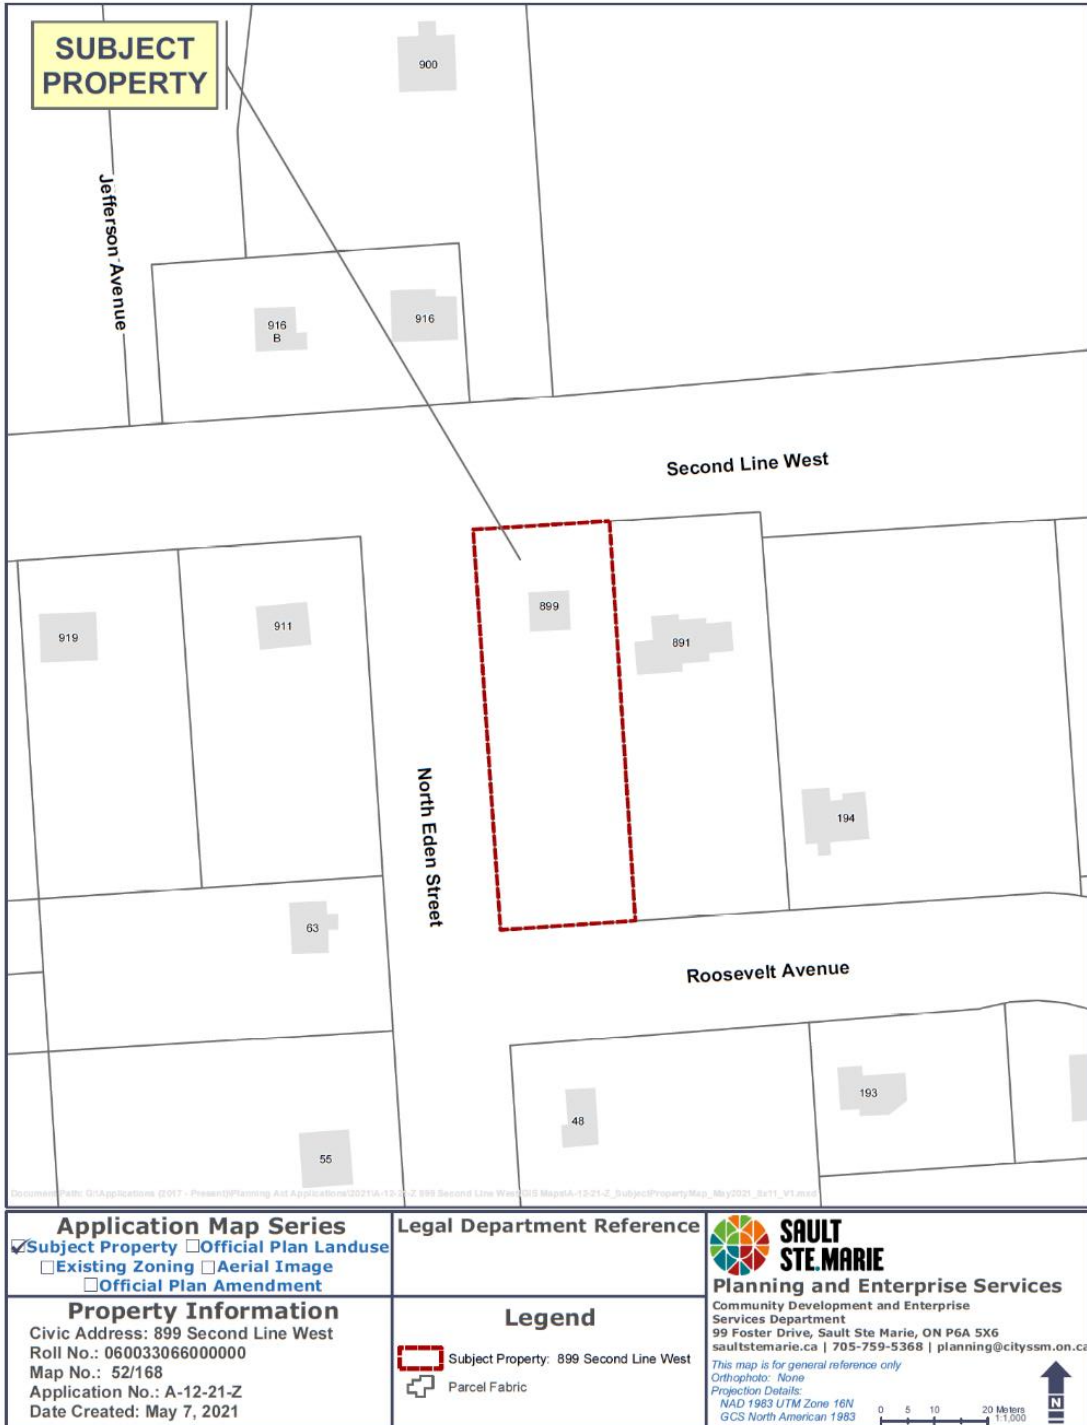 SUBJECT
PROPERTY
900
Jefferson Avenue
916
B
916
Second Line West
899
919
911
891
North Eden Street
194
63
Roosevelt Avenue
48
193
55
Application Map Series
Subject Property Official Plan Landuse
Existing Zoning Aerial Image
Official Plan Amendment
Property Information
Civic Address: 899 Second Line West
Roll No.: 060033066000000
Map No.: 52/168
Application No.: A-12-21-Z
Date Created: May 7, 2021
Legal Department Reference
Legend
Subject Property: 899 Second Line West
Parcel Fabric
SAULT
STE.MARIE
Planning and Enterprise Services
Community Development and Enterprise
Services Department
99 Foster Drive, Sault Ste Marie, ON P6A 5X6
saultstemarie.ca | 705-759-5368 | planning@cityssm.on.ca
This map is for general reference only
Orthophoto: None
Projection Details:
NAD 1983 UTM Zone 16N
GCS North American 1983
0 5 10 20 Meters
1:1,000
N